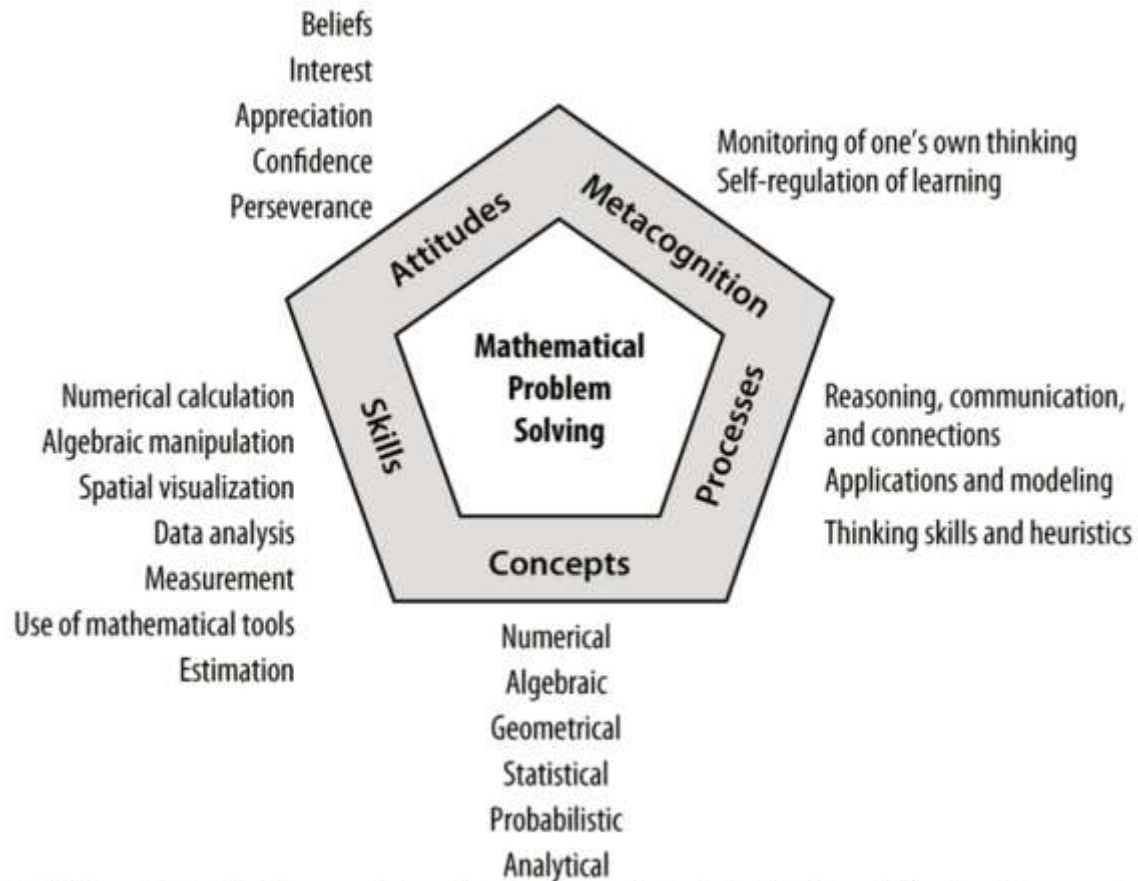 Beliefs
Interest
Appreciation
Confidence
Perseverance
Monitoring of one's own thinking
Self-regulation of learning
Attitudes
Metacognition
Mathematical
Problem
Solving
Skills
Processes
Numerical calculation
Algebraic manipulation
Spatial visualization
Data analysis
Measurement
Use of mathematical tools
Estimation
Reasoning, communication,
and connections
Applications and modeling
Thinking skills and heuristics
Concepts
Numerical
Algebraic
Geometrical
Statistical
Probabilistic
Analytical